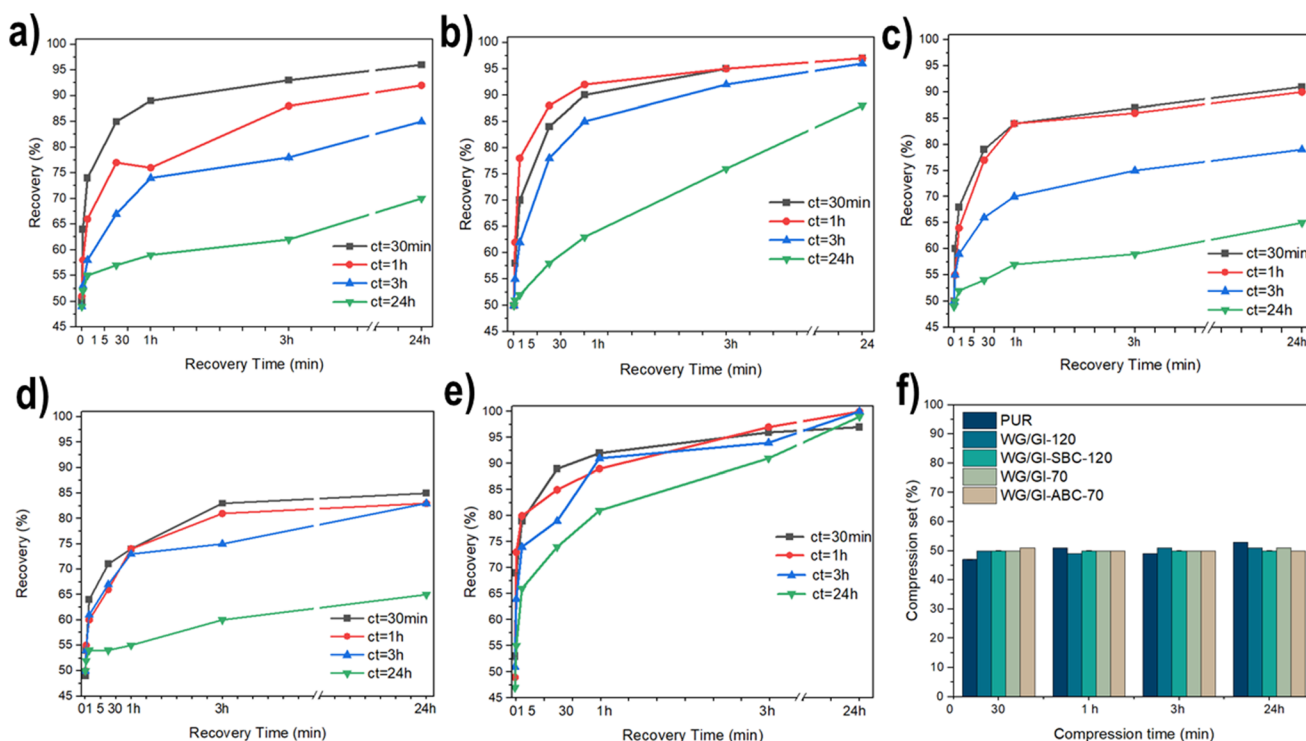 a)
100
95
90
85
80
75
70
65
60
55
50
45
Recovery (%)
ct=30min
ct=1h
ct=3h
ct=24h
0 1 5 30 1h 3h 24h
Recovery Time (min)
b)
100
95
90
85
80
75
70
65
60
55
50
45
Recovery (%)
ct=30min
ct=1h
ct=3h
ct=24h
0 1 5 30 1h 3h 24
Recovery Time (min)
c)
100
95
90
85
80
75
70
65
60
55
50
45
Recovery (%)
ct=30min
ct=1h
ct=3h
ct=24h
0 1 5 30 1h 3h 24h
Recovery Time (min)
d)
100
95
90
85
80
75
70
65
60
55
50
45
Recovery (%)
ct=30min
ct=1h
ct=3h
ct=24h
01 5 30 1h 3h 24h
Recovery Time (min)
e)
100
95
90
85
80
75
70
65
60
55
50
45
Recovery (%)
ct=30min
ct=1h
ct=3h
ct=24h
01 5 30 1h 3h 24h
Recovery Time (min)
f)
100
90
80
70
60
50
40
30
20
10
0
Compression set (%)
PUR
WG/Gl-120
WG/Gl-SBC-120
WG/Gl-70
WG/Gl-ABC-70
0 30 1 h 3h 24h
Compression time (min)